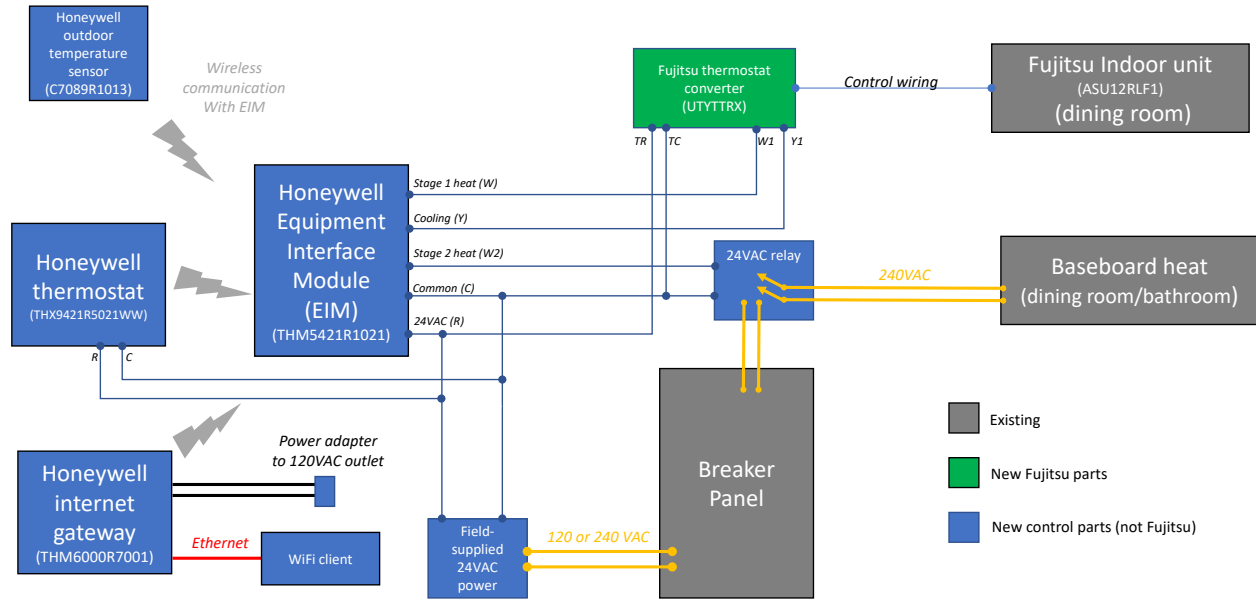 Honeywell
outdoor
temperature
sensor
(C7089R1013)
Wireless
communication
With EIM
Fujitsu thermostat
converter
(UTYTTRX)
Control wiring
Fujitsu Indoor unit
(ASU12RLF1)
(dining room)
TR
TC
W1
Y1
Honeywell
Equipment
Interface
Module
(EIM)
(THM5421R1021)
Stage 1 heat (W)
Cooling (Y)
Stage 2 heat (W2)
Common (C)
24VAC (R)
Honeywell
thermostat
(THX9421R5021WW)
R
C
24VAC relay
240VAC
Baseboard heat
(dining room/bathroom)
Honeywell
internet
gateway
(THM6000R7001)
Power adapter
to 120VAC outlet
Ethernet
WiFi client
Field-
supplied
24VAC
power
120 or 240 VAC
Breaker
Panel
Existing
New Fujitsu parts
New control parts (not Fujitsu)